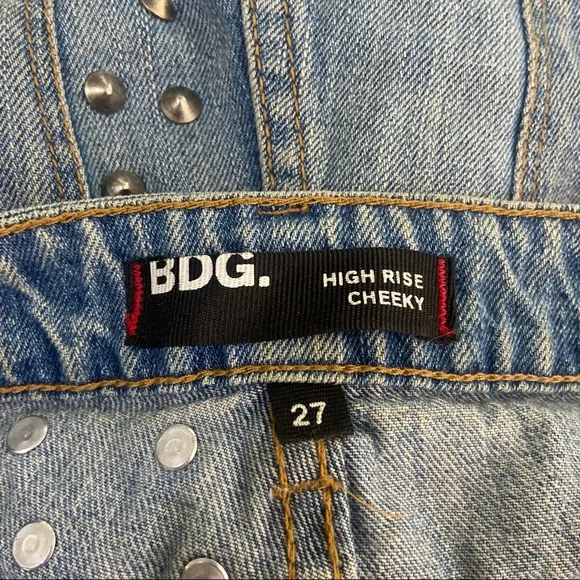 BDG.
HIGH RISE
CHEEKY
27